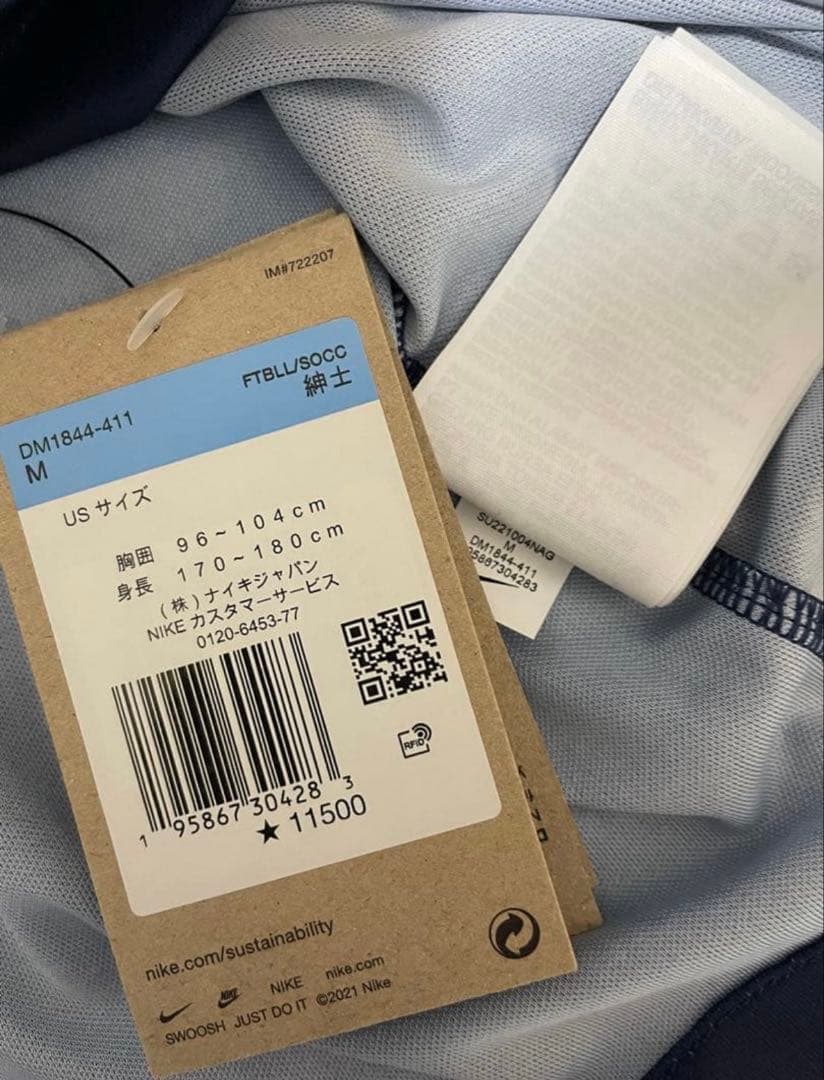 IM#722207
FTBLL/SOCC
紳士
DM1844-411
M
US サイズ
胸囲 96~104cm
身長 170~180cm
(株)ナイキジャパン
NIKE カスタマーサービス
0120-6453-77
RFID
1 95867 30428 3
★11500
nike.com/sustainability
NIKE nike.com
SWOOSH JUST DO IT ©2021 Nike
SU221004NAG
M
DM1844-411
95867304283